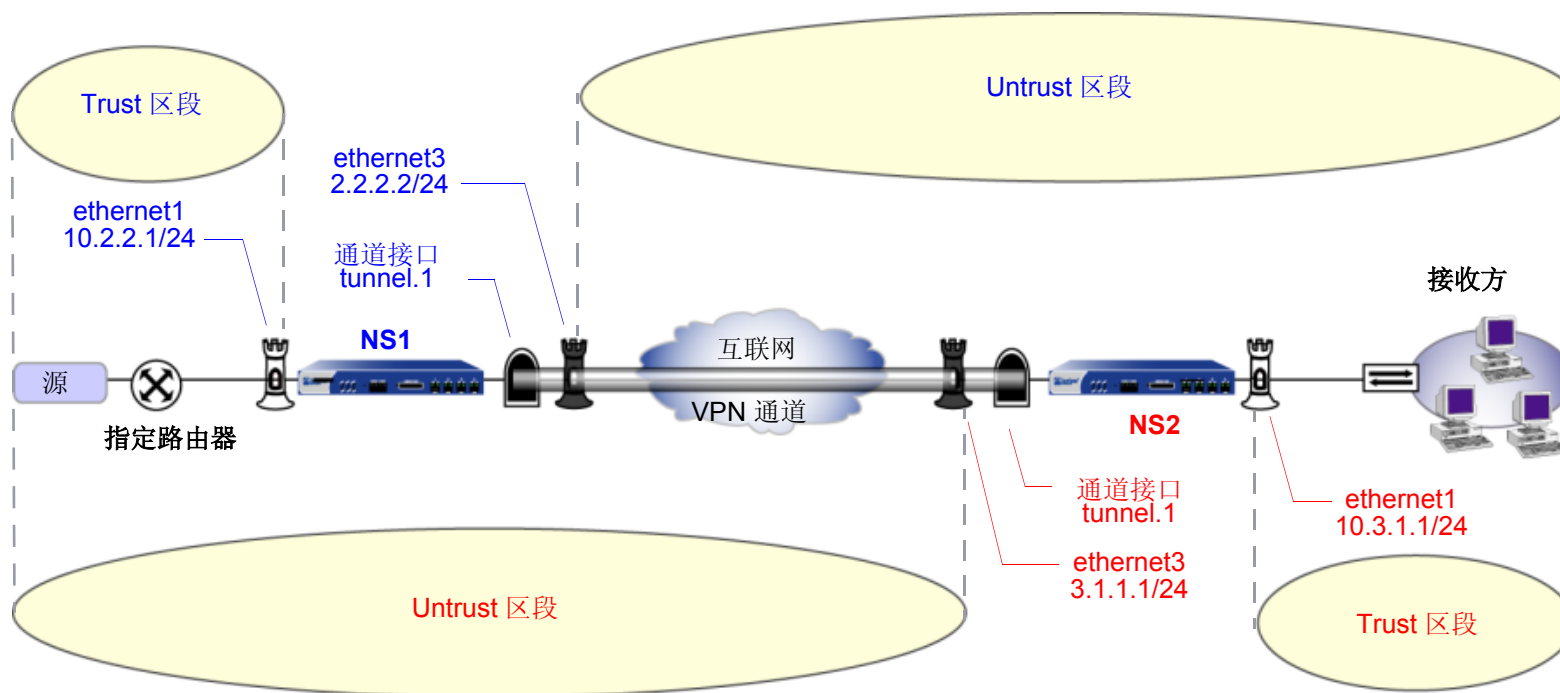 Trust 区段
Untrust 区段
ethernet3
2.2.2.2/24
ethernet1
10.2.2.1/24
通道接口
tunnel.1
接收方
NS1
互联网
源
VPN 通道
NS2
指定路由器
通道接口
tunnel.1
ethernet1
10.3.1.1/24
ethernet3
3.1.1.1/24
Untrust 区段
Trust 区段